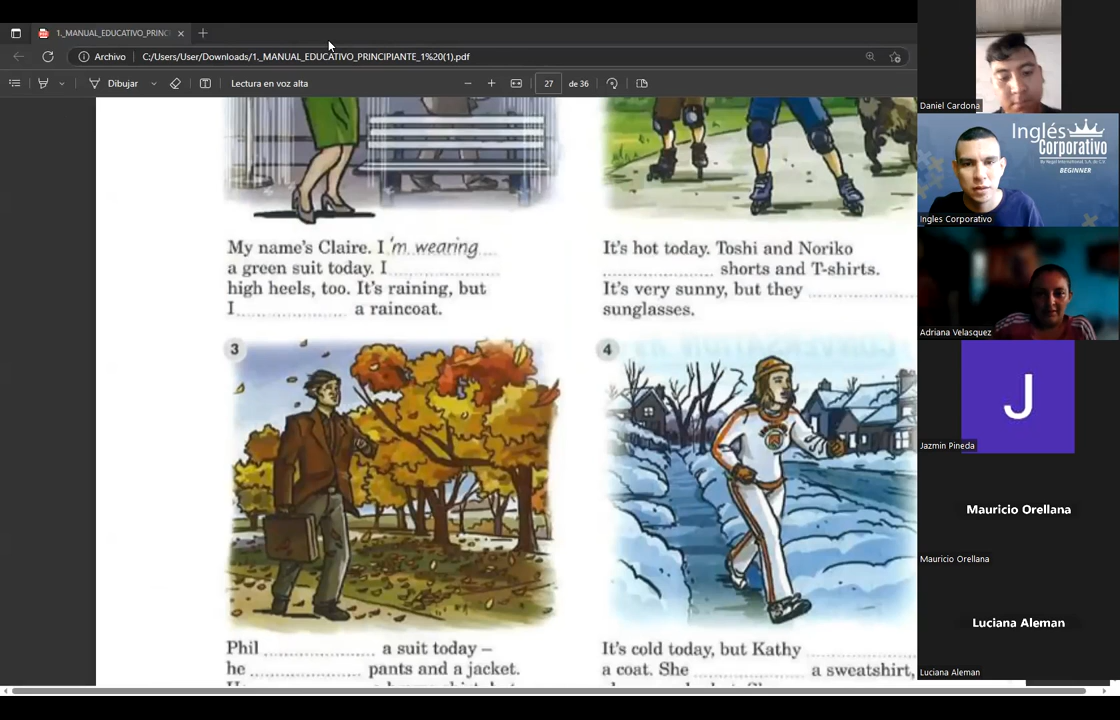 1._MANUAL_EDUCATIVO_PRINC
Archivo
C:/Users/User/Downloads/1._MANUAL_EDUCATIVO_PRINCIPIANTE_1%20(1).pdf
Dibujar
Lectura en voz alta
27
de 36
My name's Claire. I 'm wearing
a green suit today. I
high heels, too. It's raining, but
I a raincoat.
It's hot today. Toshi and Noriko
shorts and T-shirts.
It's very sunny, but they
sunglasses.
3
4
Phil a suit today –
he pants and a jacket.
It's cold today, but Kathy
a coat. She a sweatshirt,
Daniel Cardona
Inglés
Corporativo
BEGINNER
Ingles Corporativo
Adriana Velasquez
J
Jazmin Pineda
Mauricio Orellana
Mauricio Orellana
Luciana Aleman
Luciana Aleman